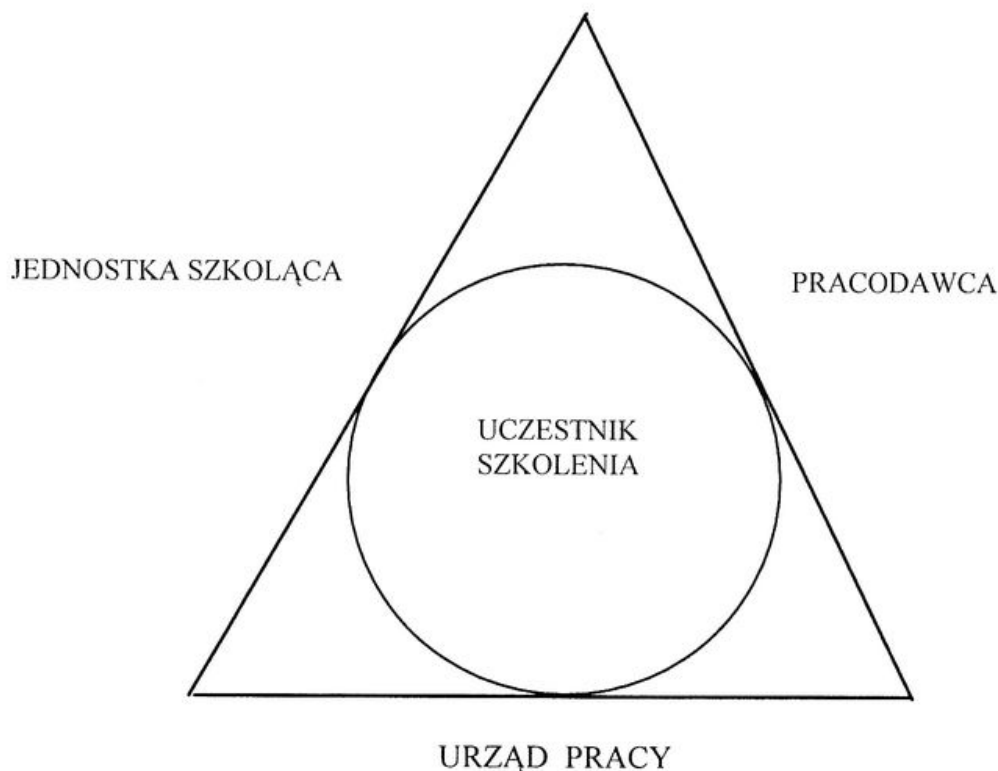 JEDNOSTKA SZKOLĄCA
PRACODAWCA
UCZESTNIK
SZKOLENIA
URZĄD PRACY